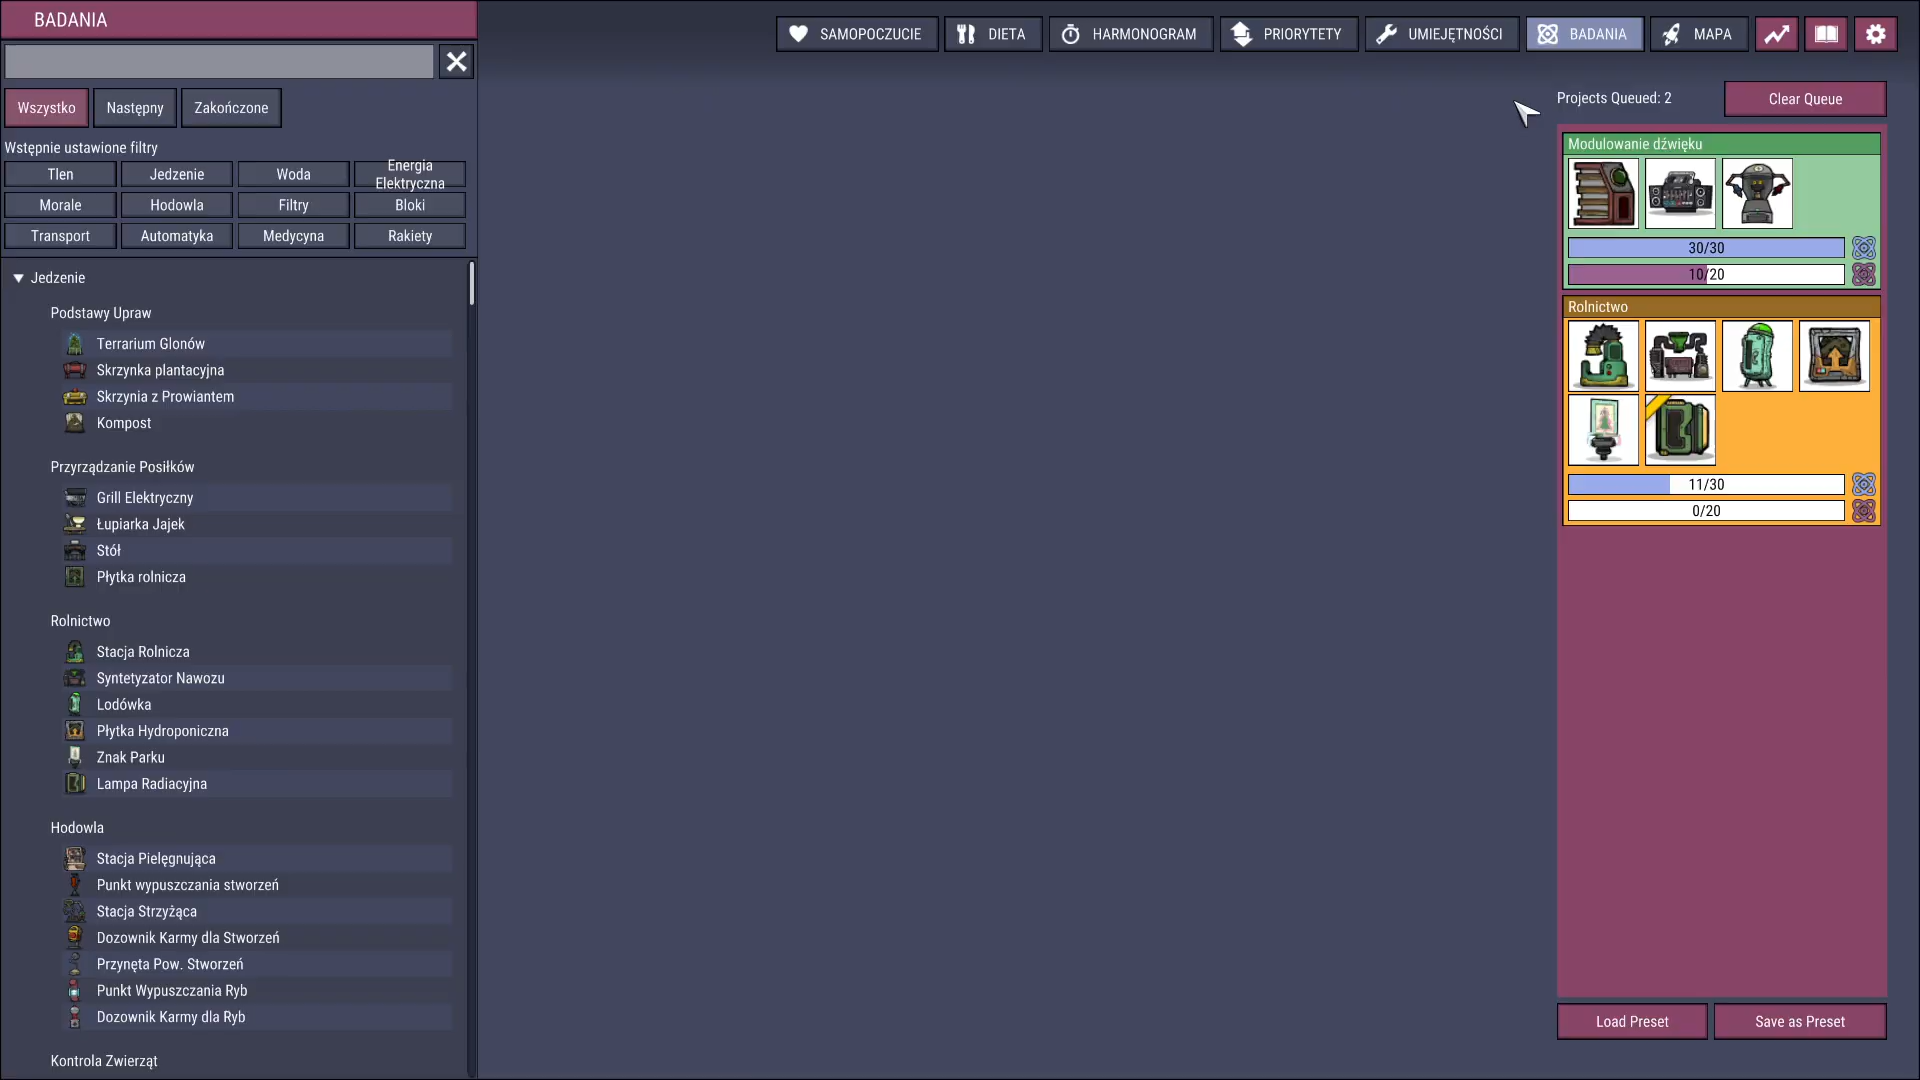 BADANIA
SAMOPOCZUCIE
DIETA
HARMONOGRAM
PRIORYTETY
UMIEJĘTNOŚCI
BADANIA
MAPA
Wszystko
Następny
Zakończone
Wstępnie ustawione filtry
Tlen
Jedzenie
Woda
Energia
Elektryczna
Morale
Hodowla
Filtry
Bloki
Transport
Automatyka
Medycyna
Rakiety
Jedzenie
Podstawy Upraw
Terrarium Glonów
Skrzynka plantacyjna
Skrzynia z Prowiantem
Kompost
Przyrządzanie Posiłków
Grill Elektryczny
Łupiarka Jajek
Stół
Płytka rolnicza
Rolnictwo
Stacja Rolnicza
Syntetyzator Nawozu
Lodówka
Płytka Hydroponiczna
Znak Parku
Lampa Radiacyjna
Hodowla
Stacja Pielęgnująca
Punkt wypuszczania stworzeń
Stacja Strzyżąca
Dozownik Karmy dla Stworzeń
Przynęta Pow. Stworzeń
Punkt Wypuszczania Ryb
Dozownik Karmy dla Ryb
Kontrola Zwierząt
Projects Queued: 2
Clear Queue
Modulowanie dźwięku
30/30
10/20
Rolnictwo
11/30
0/20
Load Preset
Save as Preset